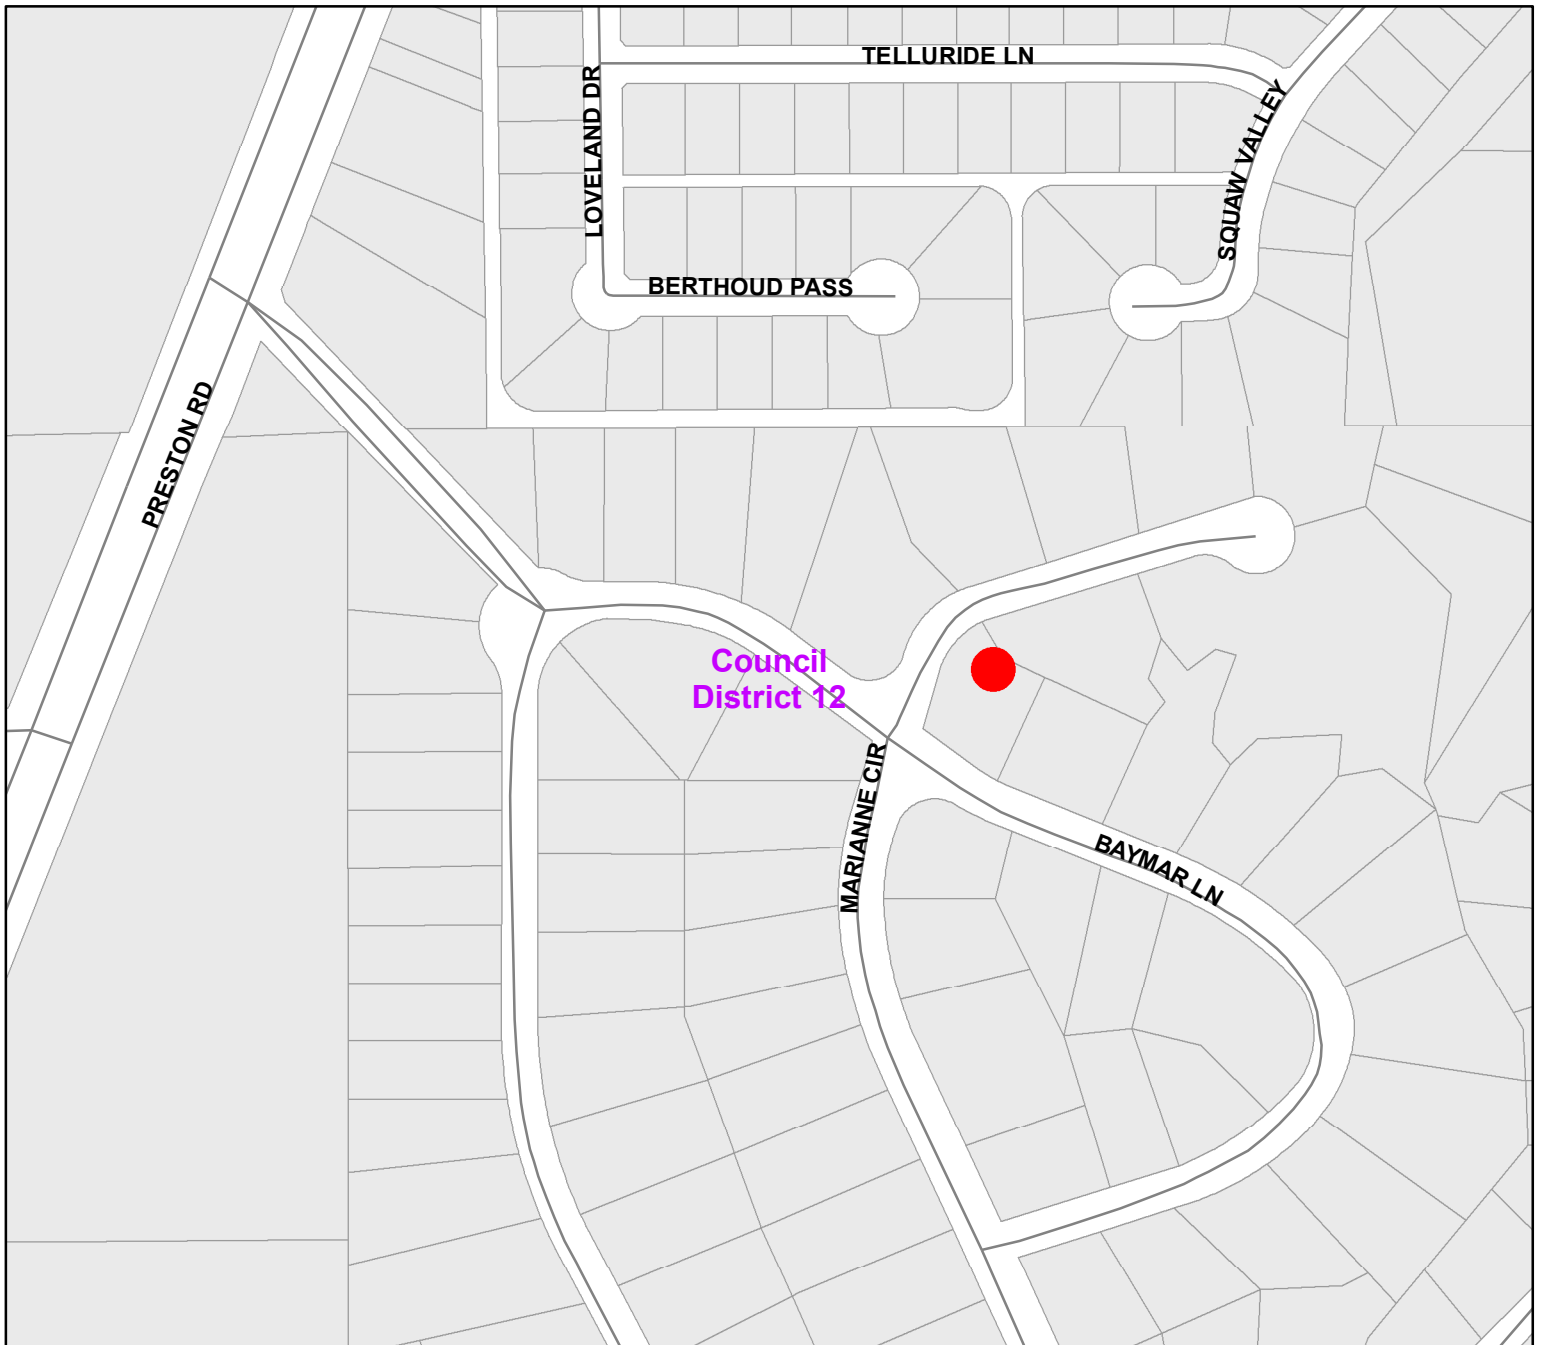 TELLURIDE LN
LOVELAND DR
SQUAW VALLEY
BERTHOUD PASS
PRESTON RD
Council
District 12
MARIANNE CIR
BAYMAR LN